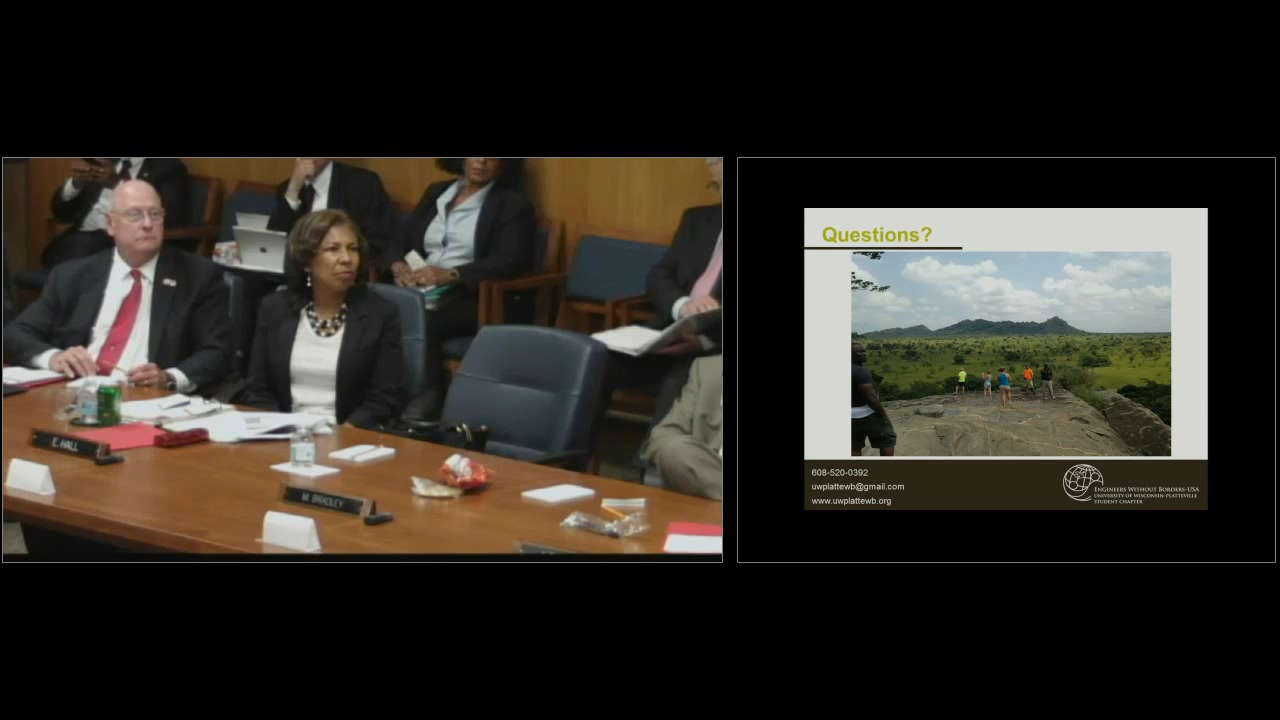 E. HALL
M. BRADLEY
Questions?
608-520-0392
uwplattewb@gmail.com
www.uwplattewb.org
ENGINEERS WITHOUT BORDERS-USA
UNIVERSITY OF WISCONSIN-PLATTEVILLE
STUDENT CHAPTER